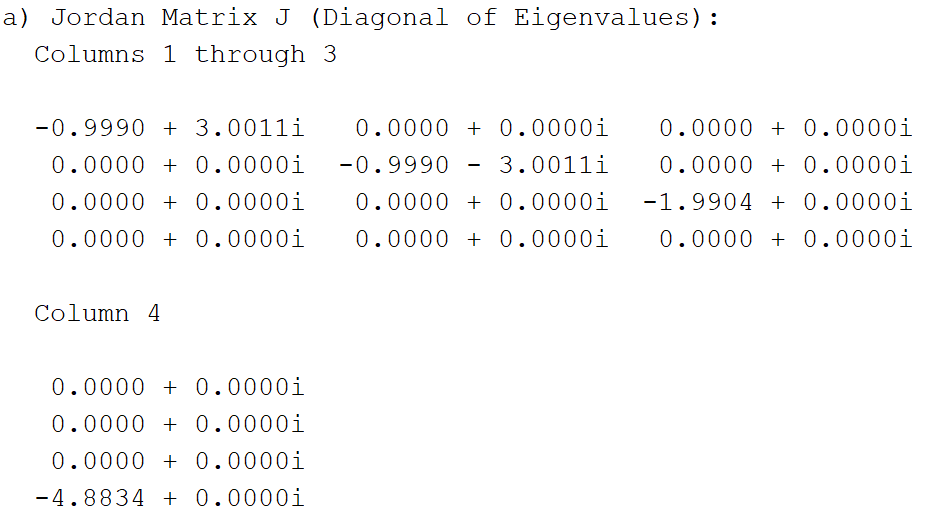 a) Jordan Matrix J (Diagonal of Eigenvalues):
Columns 1 through 3
-0.9990 + 3.0011i 0.0000 + 0.0000i 0.0000 + 0.0000i
0.0000 + 0.0000i -0.9990 - 3.0011i 0.0000 + 0.0000i
0.0000 + 0.0000i 0.0000 + 0.0000i -1.9904 + 0.0000i
0.0000 + 0.0000i 0.0000 + 0.0000i 0.0000 + 0.0000i
Column 4
0.0000 + 0.0000i
0.0000 + 0.0000i
0.0000 + 0.0000i
-4.8834 + 0.0000i